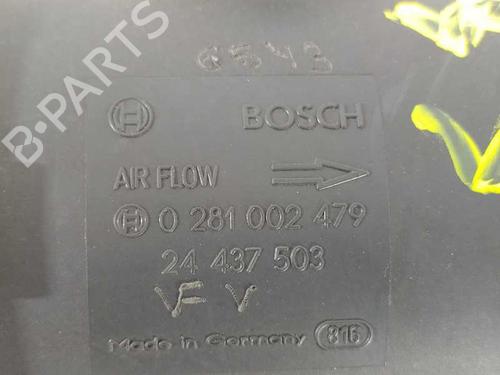 6543
BOSCH
AIR FLOW
0 281 002 479
24 437 503
VF V
Made in Germany 816
B-PARTS